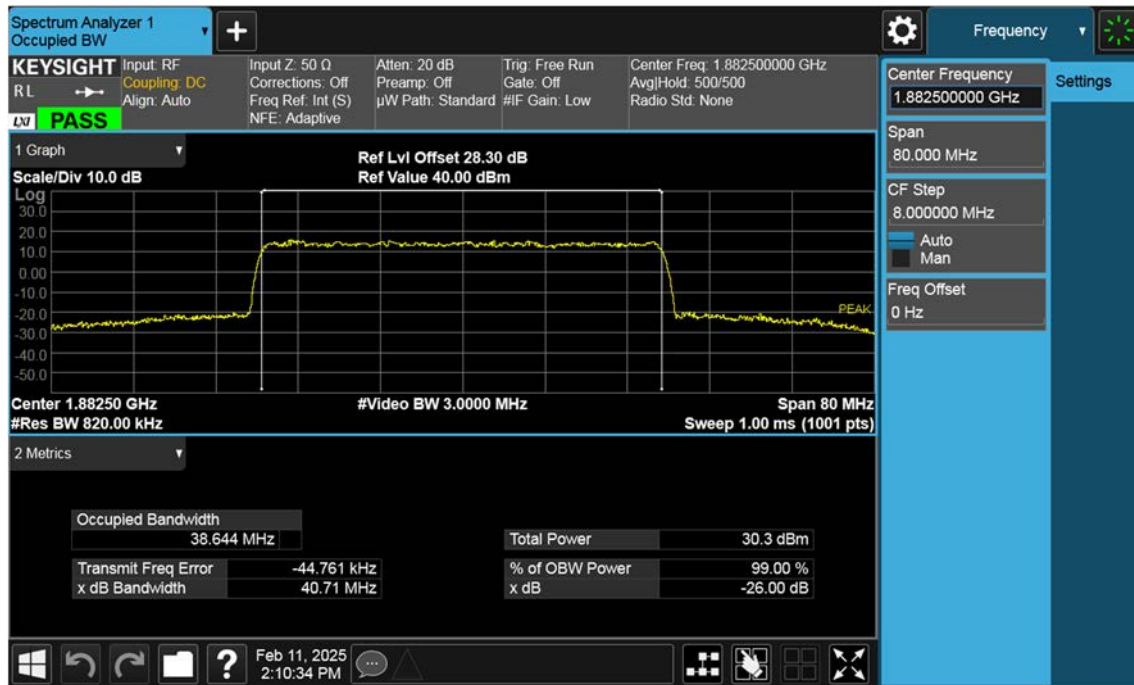 Spectrum Analyzer 1
Occupied BW
+
Frequency
KEYSIGHT
RL
LXI PASS
Input: RF
Coupling: DC
Align: Auto
Input Z: 50 Ω
Corrections: Off
Freq Ref: Int (S)
NFE: Adaptive
Atten: 20 dB
Preamp: Off
µW Path: Standard
Trig: Free Run
Gate: Off
#IF Gain: Low
Center Freq: 1.882500000 GHz
Avg|Hold: 500/500
Radio Std: None
Center Frequency
1.882500000 GHz
Settings
Span
80.000 MHz
CF Step
8.000000 MHz
Auto
Man
Freq Offset
0 Hz
1 Graph
Scale/Div 10.0 dB
Ref Lvl Offset 28.30 dB
Ref Value 40.00 dBm
Log
30.0
20.0
10.0
0.00
-10.0
-20.0
-30.0
-40.0
-50.0
PEAK
Center 1.88250 GHz
#Res BW 820.00 kHz
#Video BW 3.0000 MHz
Span 80 MHz
Sweep 1.00 ms (1001 pts)
2 Metrics
Occupied Bandwidth
38.644 MHz
Transmit Freq Error -44.761 kHz
x dB Bandwidth 40.71 MHz
Total Power 30.3 dBm
% of OBW Power 99.00 %
x dB -26.00 dB
?
Feb 11, 2025
2:10:34 PM